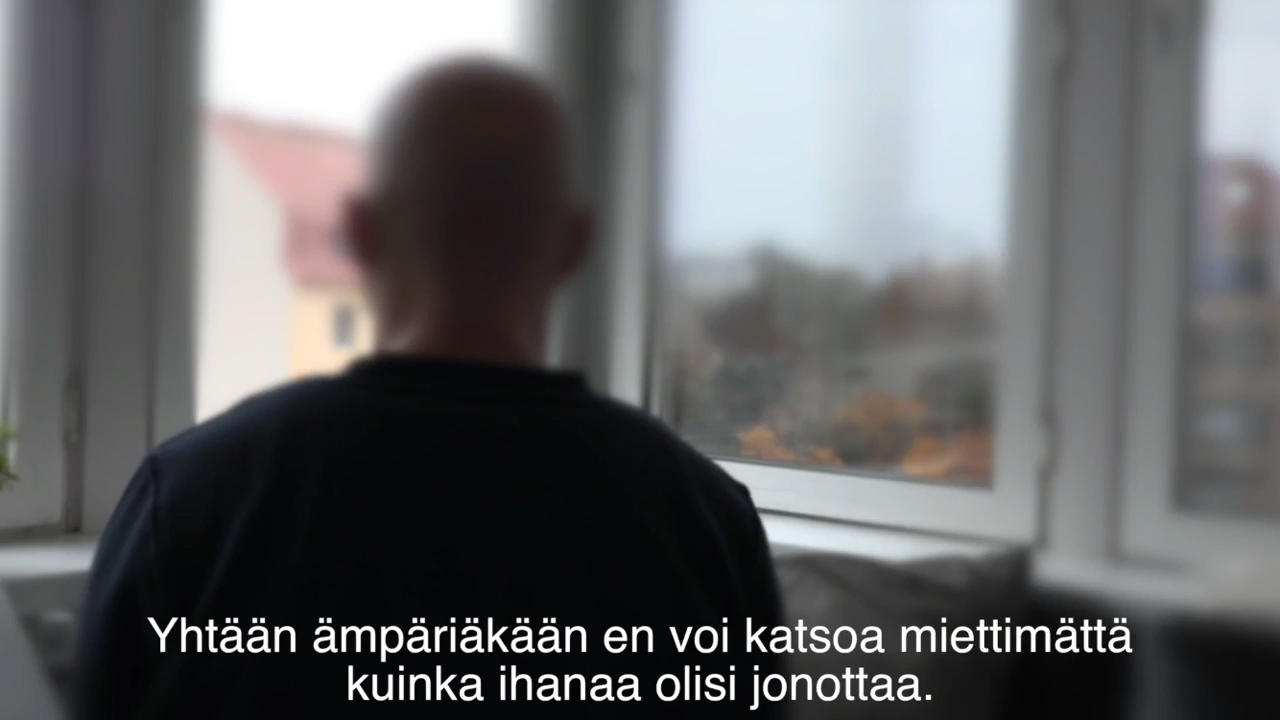 Yhtään ämpäriäkään en voi katsoa miettimättä
kuinka ihanaa olisi jonottaa.